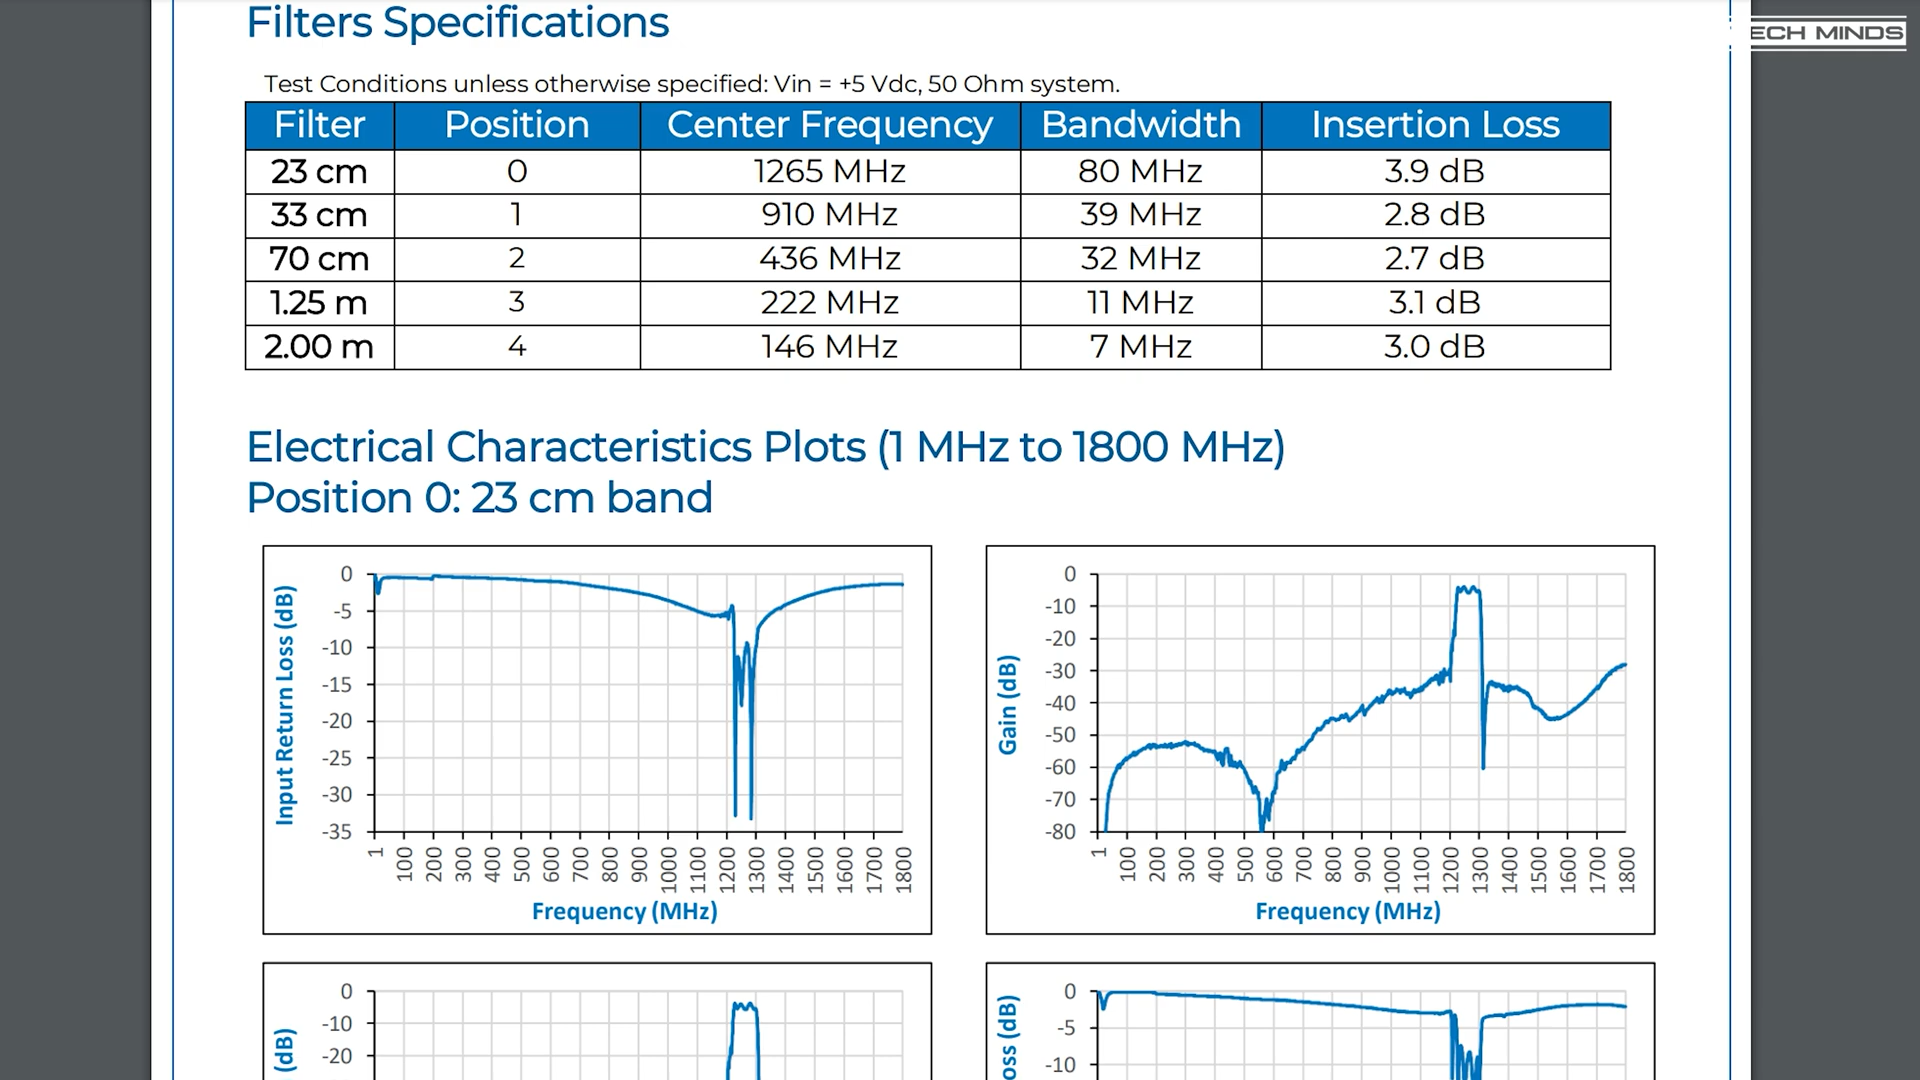 Filters Specifications
ECH MINDS
Test Conditions unless otherwise specified: Vin = +5 Vdc, 50 Ohm system.
Filter Position Center Frequency Bandwidth Insertion Loss
23 cm 0 1265 MHz 80 MHz 3.9 dB
33 cm 1 910 MHz 39 MHz 2.8 dB
70 cm 2 436 MHz 32 MHz 2.7 dB
1.25 m 3 222 MHz 11 MHz 3.1 dB
2.00 m 4 146 MHz 7 MHz 3.0 dB
Electrical Characteristics Plots (1 MHz to 1800 MHz)
Position 0: 23 cm band
Input Return Loss (dB)
0
-5
-10
-15
-20
-25
-30
-35
1 100 200 300 400 500 600 700 800 900 1000 1100 1200 1300 1400 1500 1600 1700 1800
Frequency (MHz)
Gain (dB)
0
-10
-20
-30
-40
-50
-60
-70
-80
1 100 200 300 400 500 600 700 800 900 1000 1100 1200 1300 1400 1500 1600 1700 1800
Frequency (MHz)
(dB)
0
-10
-20
oss (dB)
0
-5
-10